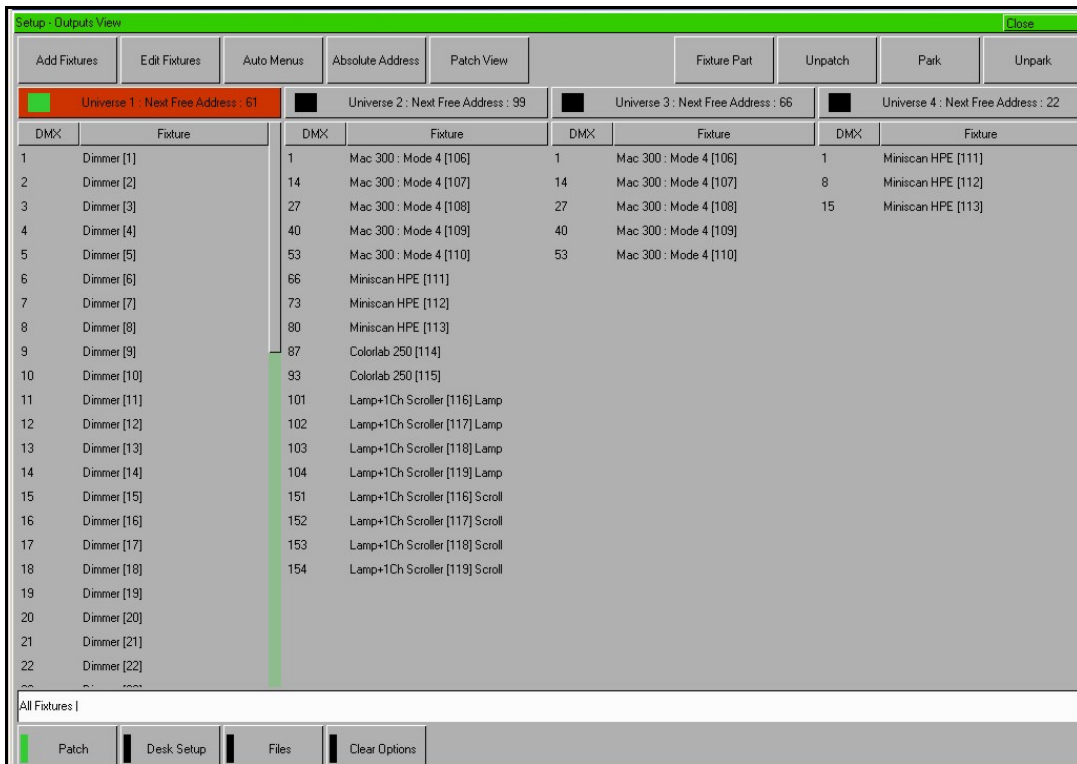 Setup - Outputs View Close
Add Fixtures Edit Fixtures Auto Menus Absolute Address Patch View Fixture Part Unpatch Park Unpark
Universe 1 : Next Free Address : 61 Universe 2 : Next Free Address : 99 Universe 3 : Next Free Address : 66 Universe 4 : Next Free Address : 22
DMX Fixture DMX Fixture DMX Fixture DMX Fixture
1 Dimmer [1] 1 Mac 300 : Mode 4 [106] 1 Mac 300 : Mode 4 [106] 1 Miniscan HPE [111]
2 Dimmer [2] 14 Mac 300 : Mode 4 [107] 14 Mac 300 : Mode 4 [107] 8 Miniscan HPE [112]
3 Dimmer [3] 27 Mac 300 : Mode 4 [108] 27 Mac 300 : Mode 4 [108] 15 Miniscan HPE [113]
4 Dimmer [4] 40 Mac 300 : Mode 4 [109] 40 Mac 300 : Mode 4 [109]
5 Dimmer [5] 53 Mac 300 : Mode 4 [110] 53 Mac 300 : Mode 4 [110]
6 Dimmer [6] 66 Miniscan HPE [111]
7 Dimmer [7] 73 Miniscan HPE [112]
8 Dimmer [8] 80 Miniscan HPE [113]
9 Dimmer [9] 87 Colorlab 250 [114]
10 Dimmer [10] 93 Colorlab 250 [115]
11 Dimmer [11] 101 Lamp+1Ch Scroller [116] Lamp
12 Dimmer [12] 102 Lamp+1Ch Scroller [117] Lamp
13 Dimmer [13] 103 Lamp+1Ch Scroller [118] Lamp
14 Dimmer [14] 104 Lamp+1Ch Scroller [119] Lamp
15 Dimmer [15] 151 Lamp+1Ch Scroller [116] Scroll
16 Dimmer [16] 152 Lamp+1Ch Scroller [117] Scroll
17 Dimmer [17] 153 Lamp+1Ch Scroller [118] Scroll
18 Dimmer [18] 154 Lamp+1Ch Scroller [119] Scroll
19 Dimmer [19]
20 Dimmer [20]
21 Dimmer [21]
22 Dimmer [22]
All Fixtures |
Patch Desk Setup Files Clear Options